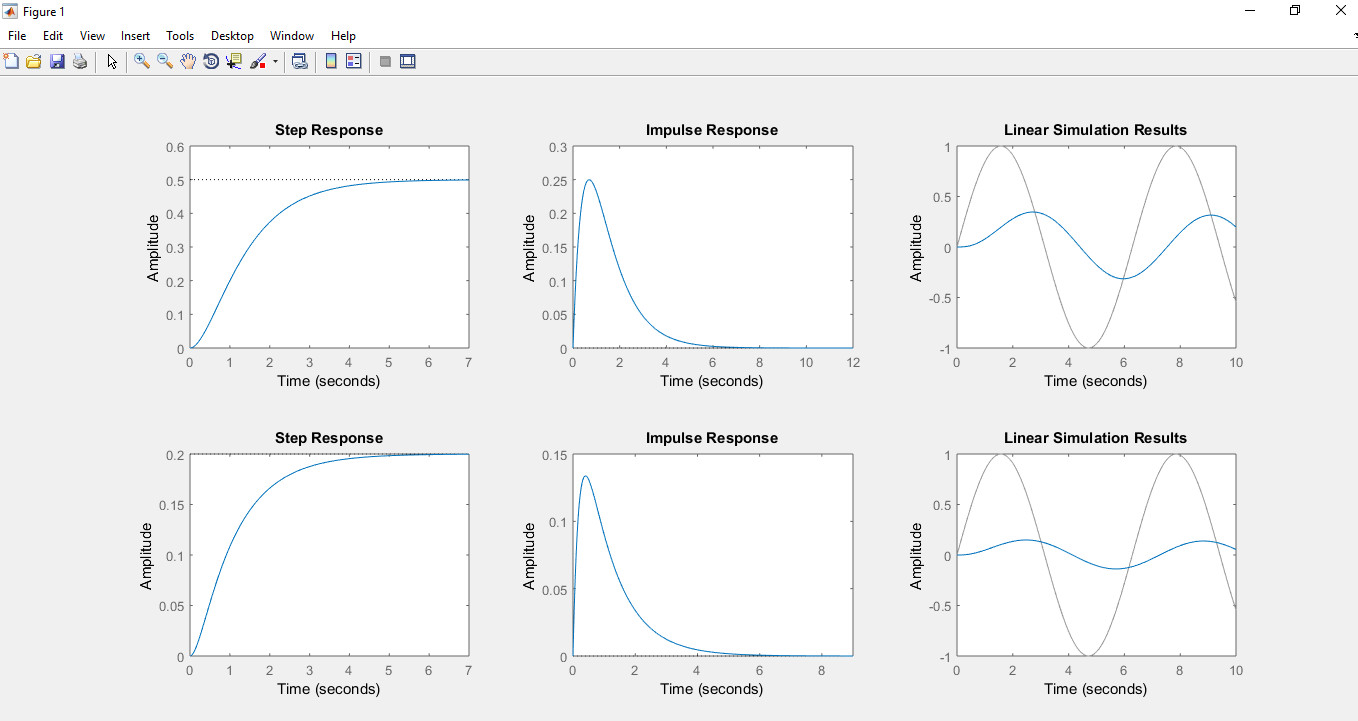 Figure 1
File Edit View Insert Tools Desktop Window Help
Step Response
0.6
0.5
0.4
0.3
0.2
0.1
0
Amplitude
0 1 2 3 4 5 6 7
Time (seconds)
Impulse Response
0.3
0.25
0.2
0.15
0.1
0.05
0
Amplitude
0 2 4 6 8 10 12
Time (seconds)
Linear Simulation Results
1
0.5
0
-0.5
-1
Amplitude
0 2 4 6 8 10
Time (seconds)
Step Response
0.2
0.15
0.1
0.05
0
Amplitude
0 1 2 3 4 5 6 7
Time (seconds)
Impulse Response
0.15
0.1
0.05
0
Amplitude
0 2 4 6 8
Time (seconds)
Linear Simulation Results
1
0.5
0
-0.5
-1
Amplitude
0 2 4 6 8 10
Time (seconds)